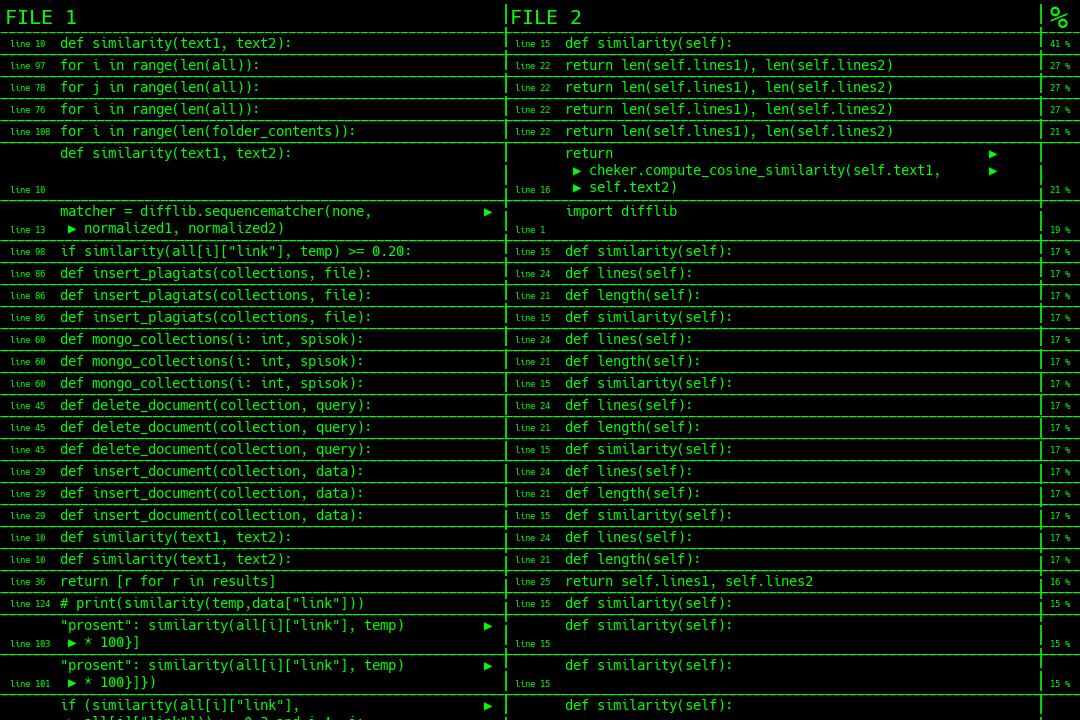 FILE 1 FILE 2 %
line 10 def similarity(text1, text2): line 15 def similarity(self): 41 %
line 97 for i in range(len(all)): line 22 return len(self.lines1), len(self.lines2) 27 %
line 78 for j in range(len(all)): line 22 return len(self.lines1), len(self.lines2) 27 %
line 76 for i in range(len(all)): line 22 return len(self.lines1), len(self.lines2) 27 %
line 108 for i in range(len(folder_contents)): line 22 return len(self.lines1), len(self.lines2) 21 %
def similarity(text1, text2): return ▶
▶ cheker.compute_cosine_similarity(self.text1, ▶
line 10 line 16 ▶ self.text2) 21 %
matcher = difflib.sequencematcher(none, ▶ import difflib
line 13 ▶ normalized1, normalized2) line 1 19 %
line 98 if similarity(all[i]["link"], temp) >= 0.20: line 15 def similarity(self): 17 %
line 86 def insert_plagiats(collections, file): line 24 def lines(self): 17 %
line 86 def insert_plagiats(collections, file): line 21 def length(self): 17 %
line 86 def insert_plagiats(collections, file): line 15 def similarity(self): 17 %
line 60 def mongo_collections(i: int, spisok): line 24 def lines(self): 17 %
line 60 def mongo_collections(i: int, spisok): line 21 def length(self): 17 %
line 60 def mongo_collections(i: int, spisok): line 15 def similarity(self): 17 %
line 45 def delete_document(collection, query): line 24 def lines(self): 17 %
line 45 def delete_document(collection, query): line 21 def length(self): 17 %
line 45 def delete_document(collection, query): line 15 def similarity(self): 17 %
line 29 def insert_document(collection, data): line 24 def lines(self): 17 %
line 29 def insert_document(collection, data): line 21 def length(self): 17 %
line 29 def insert_document(collection, data): line 15 def similarity(self): 17 %
line 10 def similarity(text1, text2): line 24 def lines(self): 17 %
line 10 def similarity(text1, text2): line 21 def length(self): 17 %
line 36 return [r for r in results] line 25 return self.lines1, self.lines2 16 %
line 124 # print(similarity(temp,data["link"])) line 15 def similarity(self): 15 %
"prosent": similarity(all[i]["link"], temp) ▶ def similarity(self):
line 103 ▶ * 100}] line 15 15 %
"prosent": similarity(all[i]["link"], temp) ▶ def similarity(self):
line 101 ▶ * 100}]}) line 15 15 %
if (similarity(all[i]["link"], ▶ def similarity(self):